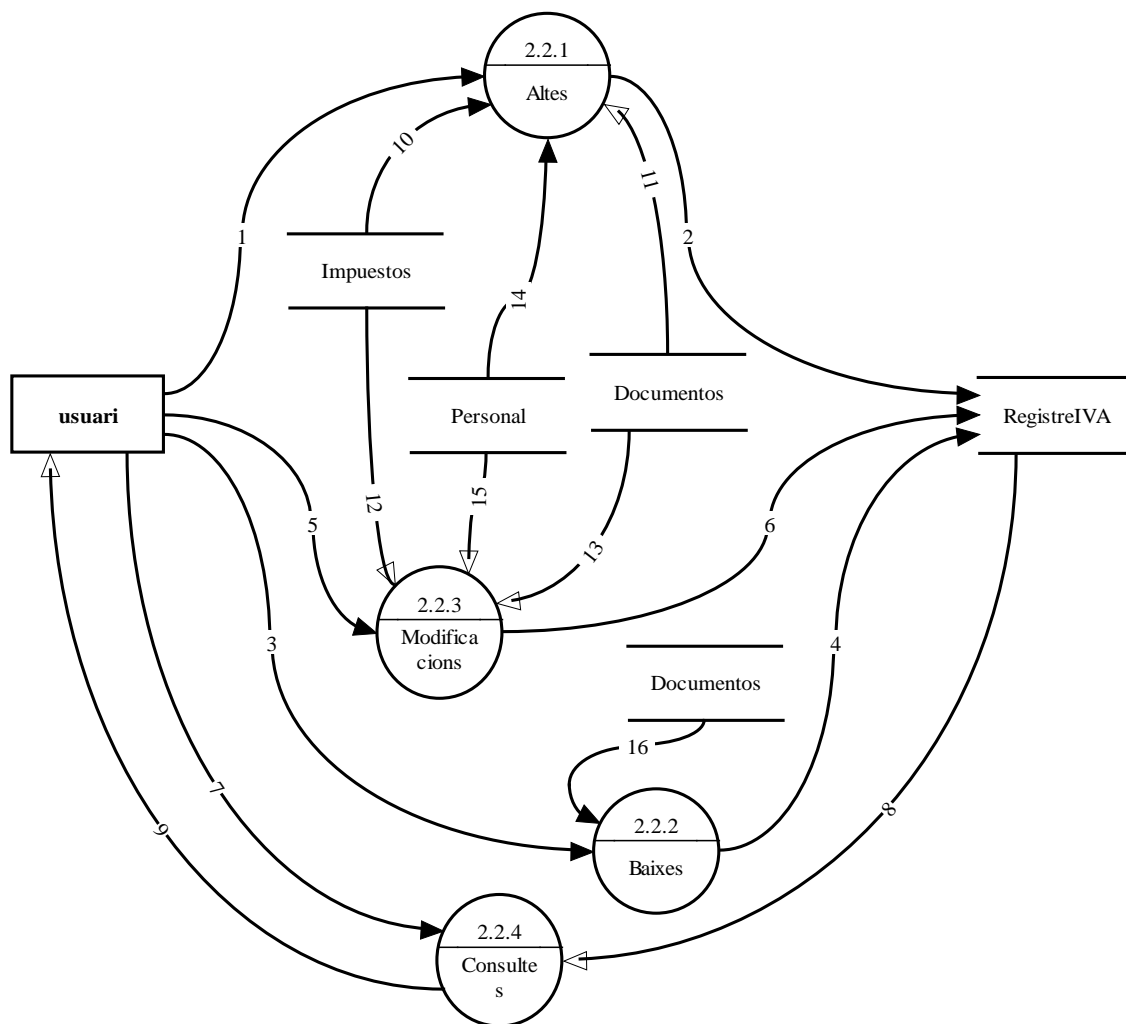 2.2.1
Altes
10
11
1
2
Impuestos
14
Documentos
usuari
Personal
RegistreIVA
12
15
5
6
13
2.2.3
Modifica
cions
3
4
Documentos
16
7
8
9
2.2.2
Baixes
2.2.4
Consulte
s